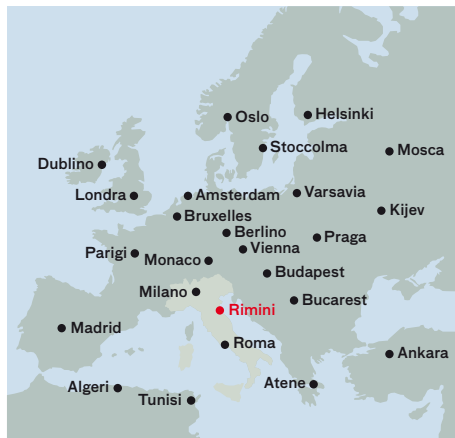 Oslo
Helsinki
Stoccolma
Mosca
Dublino
Londra
Amsterdam
Varsavia
Bruxelles
Kijev
Berlino
Praga
Vienna
Parigi
Monaco
Budapest
Milano
Bucarest
Rimini
Madrid
Roma
Ankara
Algeri
Atene
Tunisi